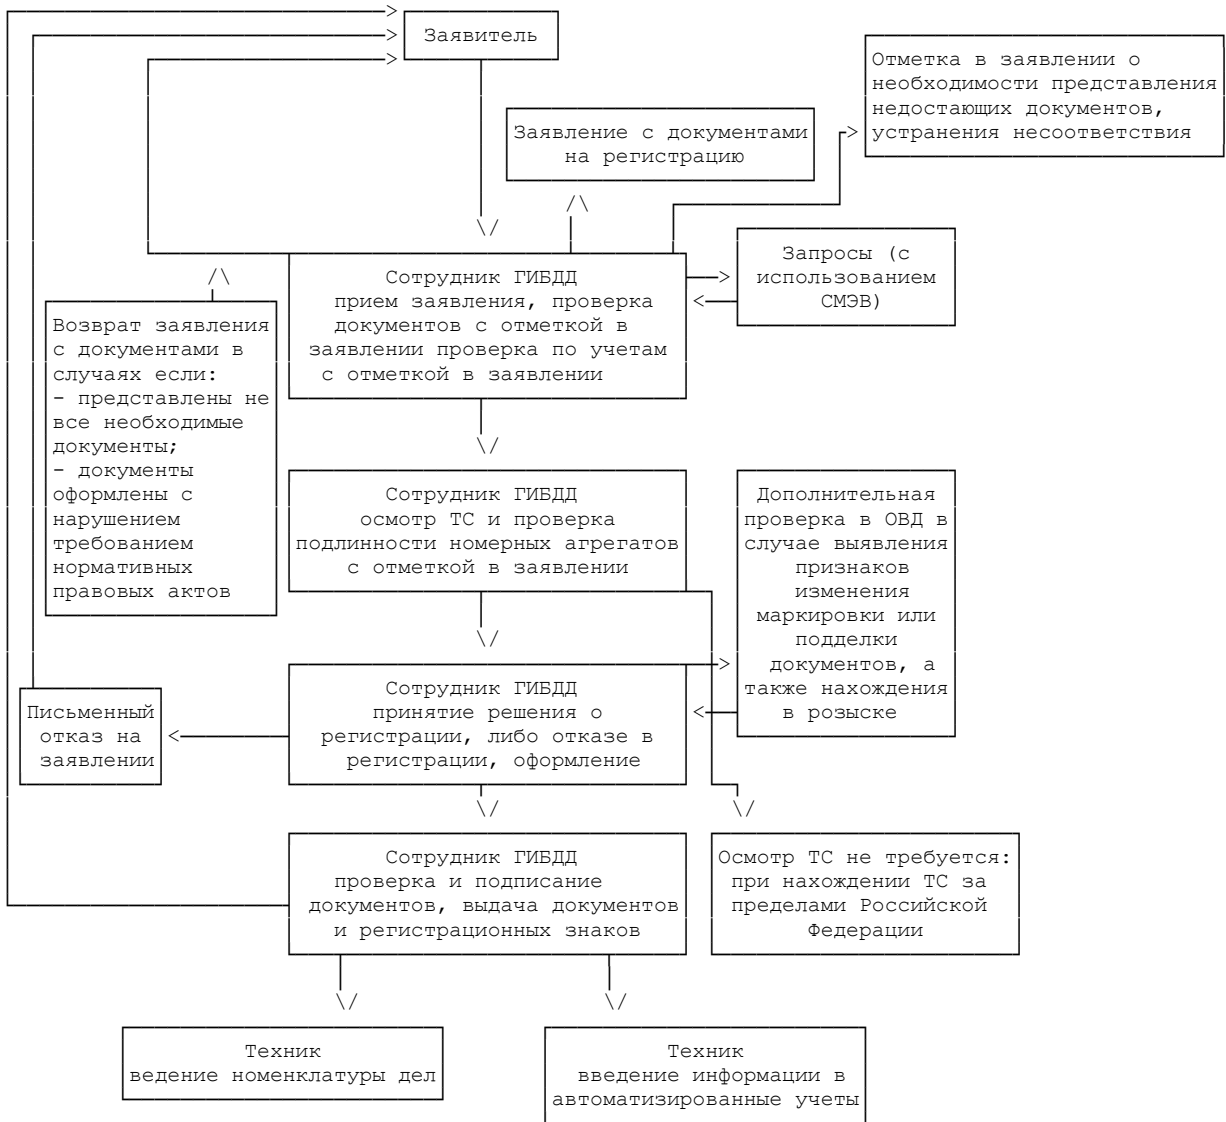 Заявитель
Отметка в заявлении о
необходимости представления
недостающих документов,
устранения несоответствия
Заявление с документами
на регистрацию
Запросы (с
использованием
СМЭВ)
Сотрудник ГИБДД
прием заявления, проверка
документов с отметкой в
заявлении проверка по учетам
с отметкой в заявлении
Возврат заявления
с документами в
случаях если:
- представлены не
все необходимые
документы;
- документы
оформлены с
нарушением
требованием
нормативных
правовых актов
Сотрудник ГИБДД
осмотр ТС и проверка
подлинности номерных агрегатов
с отметкой в заявлении
Дополнительная
проверка в ОВД в
случае выявления
признаков
изменения
маркировки или
подделки
документов, а
также нахождения
в розыске
Сотрудник ГИБДД
принятие решения о
регистрации, либо отказе в
регистрации, оформление
Письменный
отказ на
заявлении
Сотрудник ГИБДД
проверка и подписание
документов, выдача документов
и регистрационных знаков
Осмотр ТС не требуется:
при нахождении ТС за
пределами Российской
Федерации
Техник
ведение номенклатуры дел
Техник
введение информации в
автоматизированные учеты